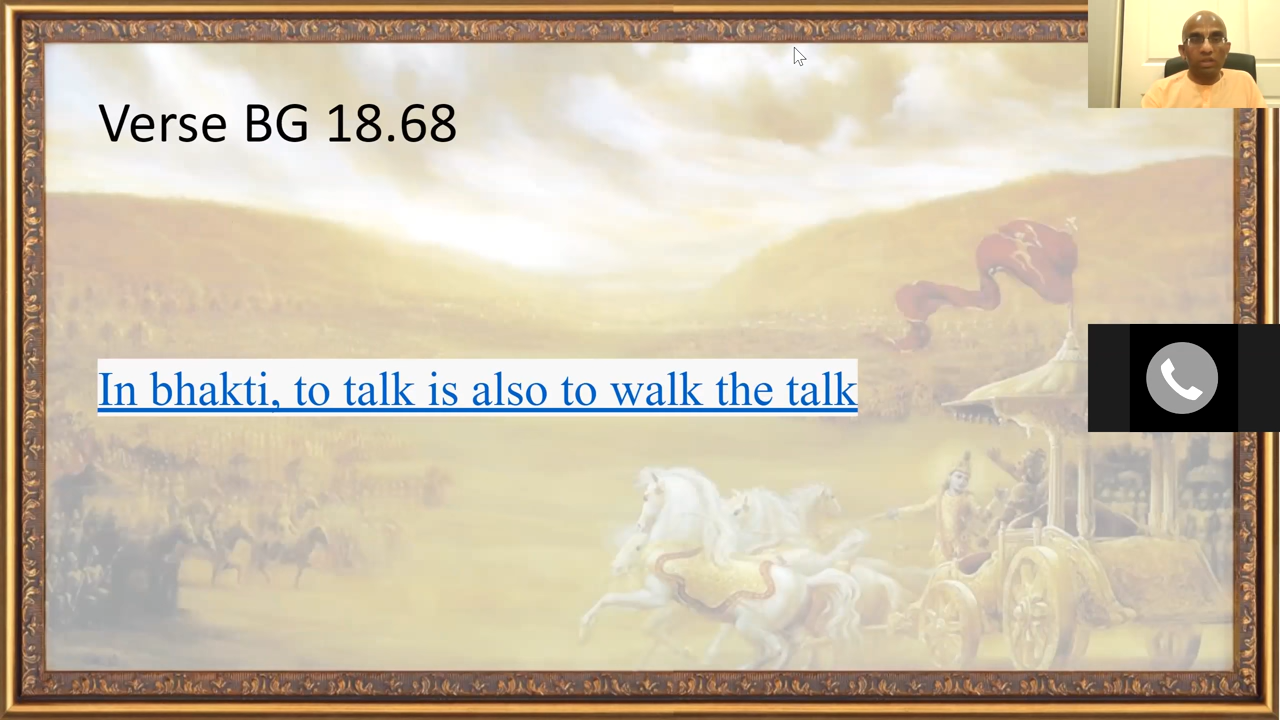 Verse BG 18.68
In bhakti, to talk is also to walk the talk